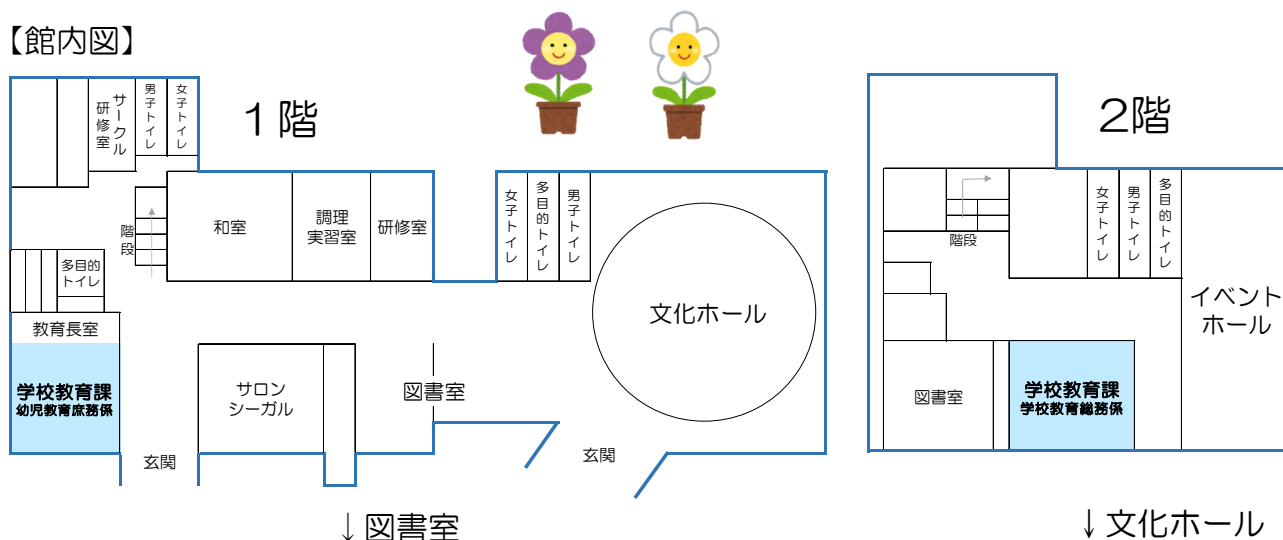 【館内図】
1階
サークル
研修室
男子トイレ
女子トイレ
階段
和室
調理
実習室
研修室
女子トイレ
多目的トイレ
男子トイレ
多目的
トイレ
教育長室
学校教育課
幼児教育庶務係
サロン
シーガル
図書室
文化ホール
玄関
玄関
↓図書室
2階
階段
女子トイレ
男子トイレ
多目的トイレ
イベント
ホール
図書室
学校教育課
学校教育総務係
↓文化ホール